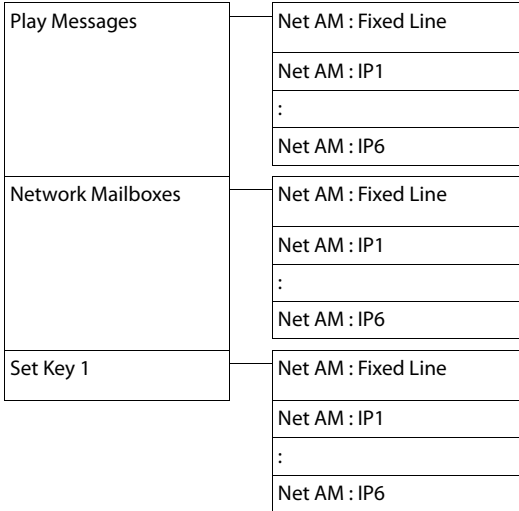 Play Messages
Net AM : Fixed Line
Net AM : IP1
:
Net AM : IP6
Network Mailboxes
Net AM : Fixed Line
Net AM : IP1
:
Net AM : IP6
Set Key 1
Net AM : Fixed Line
Net AM : IP1
:
Net AM : IP6